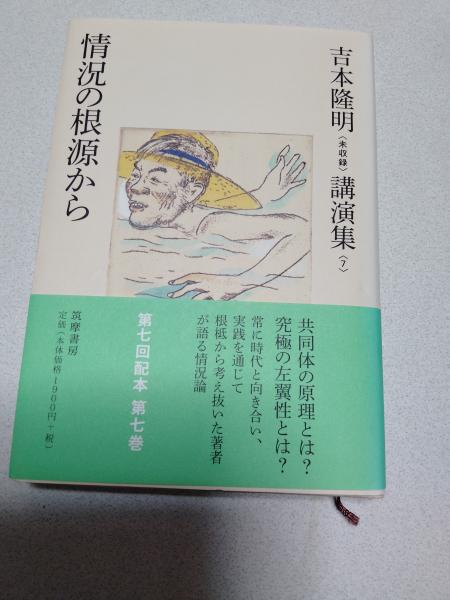 吉本隆明〈未収録〉講演集〈7〉
情況の根源から
共同体の原理とは?
究極の左翼性とは?
常に時代と向き合い、
実践を通じて
根柢から考え抜いた著者
が語る情況論
第七回配本 第七巻
筑摩書房
定価(本体価格1900円+税)